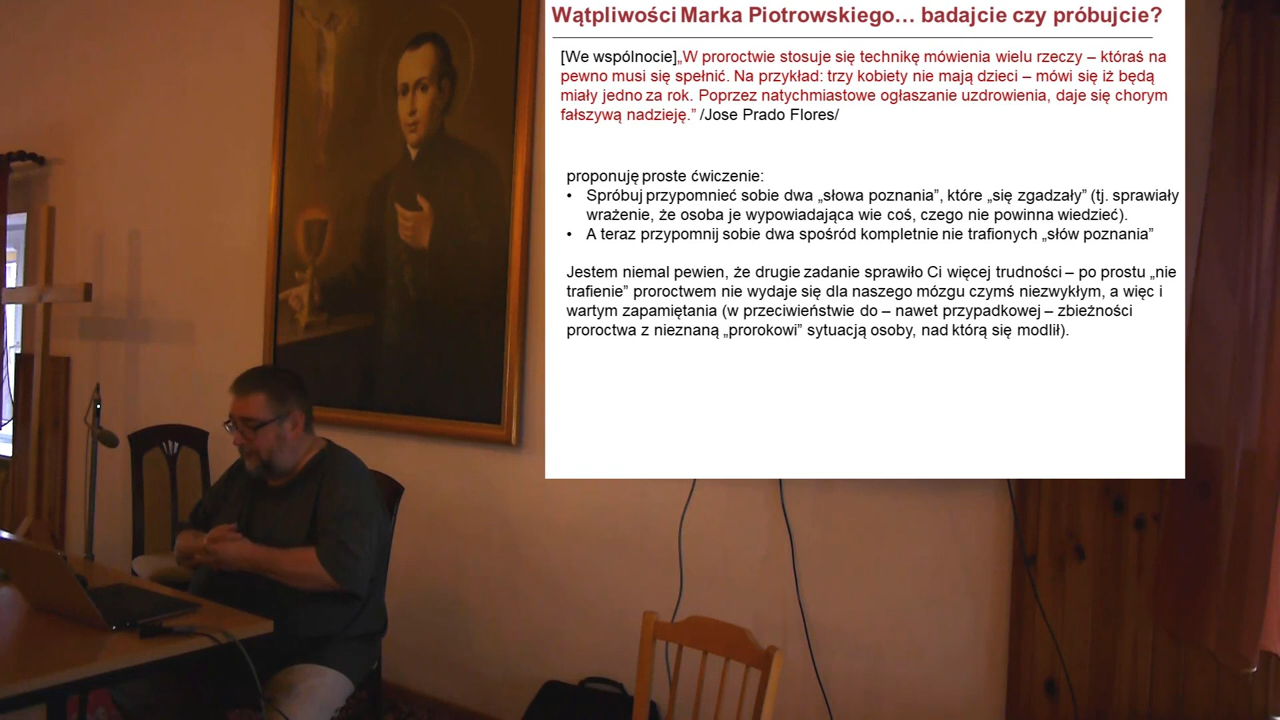 Wątpliwości Marka Piotrowskiego… badajcie czy próbujcie?
[We wspólnocie]„W proroctwie stosuje się technikę mówienia wielu rzeczy – któraś na
pewno musi się spełnić. Na przykład: trzy kobiety nie mają dzieci – mówi się iż będą
miały jedno za rok. Poprzez natychmiastowe ogłaszanie uzdrowienia, daje się chorym
fałszywą nadzieję.” /Jose Prado Flores/
proponuję proste ćwiczenie:
• Spróbuj przypomnieć sobie dwa „słowa poznania”, które „się zgadzały” (tj. sprawiały
wrażenie, że osoba je wypowiadająca wie coś, czego nie powinna wiedzieć).
• A teraz przypomnij sobie dwa spośród kompletnie nie trafionych „słów poznania”
Jestem niemal pewien, że drugie zadanie sprawiło Ci więcej trudności – po prostu „nie
trafienie” proroctwem nie wydaje się dla naszego mózgu czymś niezwykłym, a więc i
wartym zapamiętania (w przeciwieństwie do – nawet przypadkowej – zbieżności
proroctwa z nieznaną „prorokowi” sytuacją osoby, nad którą się modlił).